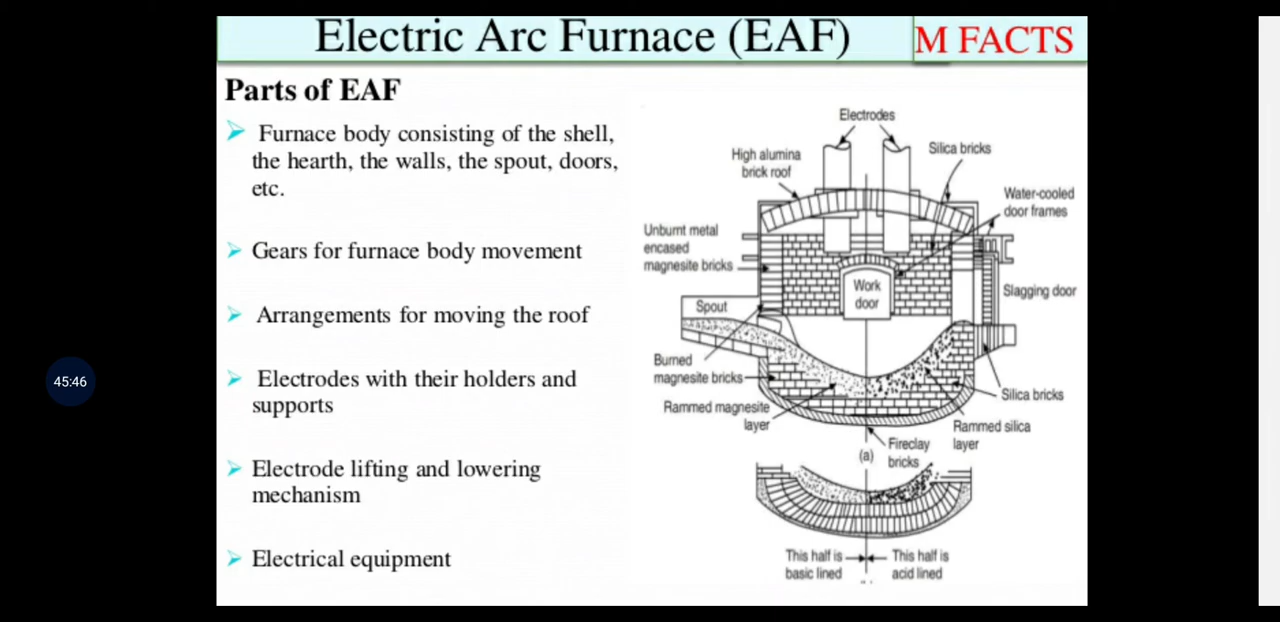 Electric Arc Furnace (EAF)
M FACTS
Parts of EAF
Furnace body consisting of the shell,
the hearth, the walls, the spout, doors,
etc.
Gears for furnace body movement
Arrangements for moving the roof
Electrodes with their holders and
supports
Electrode lifting and lowering
mechanism
Electrical equipment
Electrodes
High alumina
brick roof
Silica bricks
Water-cooled
door frames
Unburnt metal
encased
magnesite bricks
Work
door
Slagging door
Spout
Burned
magnesite bricks
Rammed magnesite
layer
Silica bricks
Rammed silica
layer
Fireclay
bricks
(a)
This half is
basic lined
This half is
acid lined
45:46